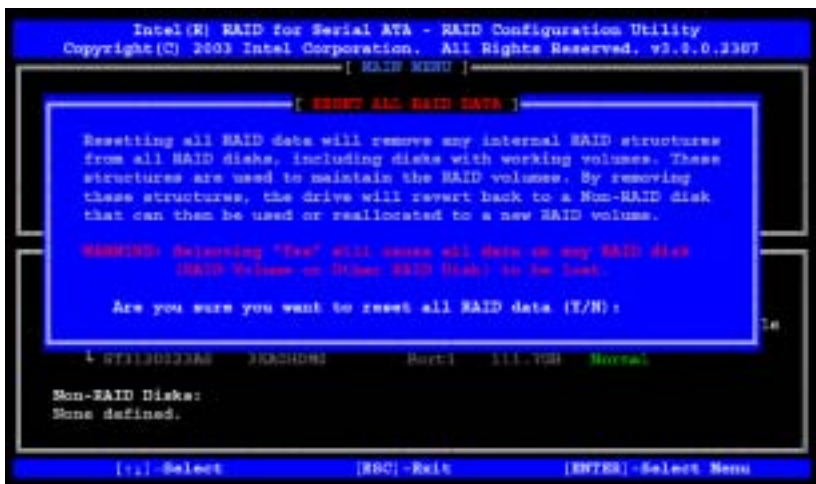 Intel(R) RAID for Serial ATA - RAID Configuration Utility
Copyright(C) 2003 Intel Corporation. All Rights Reserved. v3.0.0.2307
[ MAIN MENU ]
[ RESET ALL RAID DATA ]
Resetting all RAID data will remove any internal RAID structures
from all RAID disks, including disks with working volumes. These
structures are used to maintain the RAID volumes. By removing
these structures, the drive will revert back to a Non-RAID disk
that can then be used or reallocated to a new RAID volume.
WARNING: Selecting "Yes" will cause all data on any RAID disk
(RAID Volume or Other RAID Disk) to be lost.
Are you sure you want to reset all RAID data (Y/N):
le
Port1 111.7GB Normal
Non-RAID Disks:
None defined.
[↑↓]-Select [ESC]-Exit [ENTER]-Select Menu